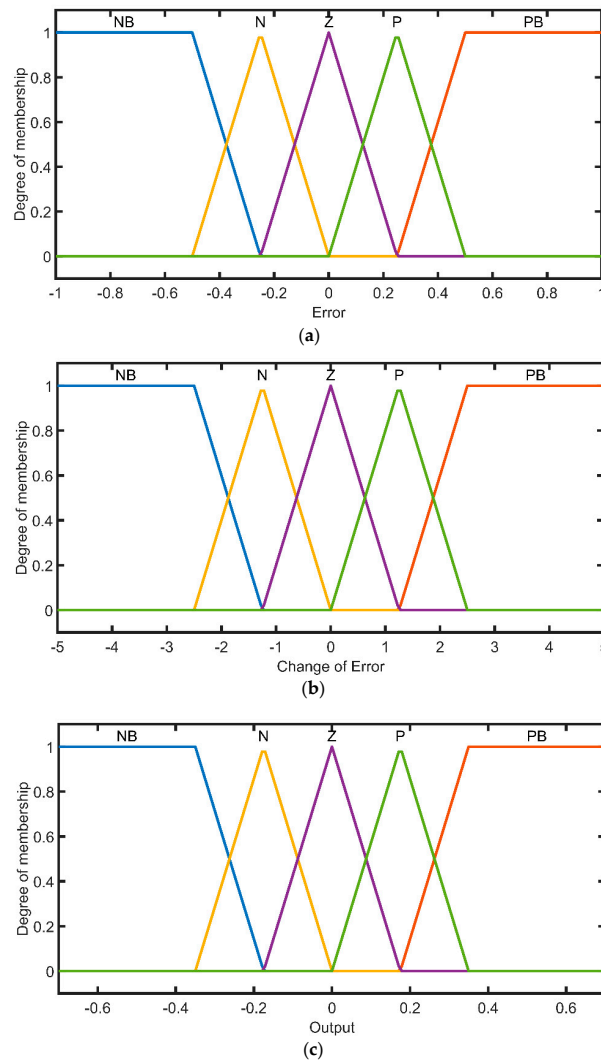 NB N Z P PB
1
0.8
0.6
0.4
0.2
0
Degree of membership
-1 -0.8 -0.6 -0.4 -0.2 0 0.2 0.4 0.6 0.8 1
Error
(a)
NB N Z P PB
1
0.8
0.6
0.4
0.2
0
Degree of membership
-5 -4 -3 -2 -1 0 1 2 3 4 5
Change of Error
(b)
NB N Z P PB
1
0.8
0.6
0.4
0.2
0
Degree of membership
-0.6 -0.4 -0.2 0 0.2 0.4 0.6
Output
(c)